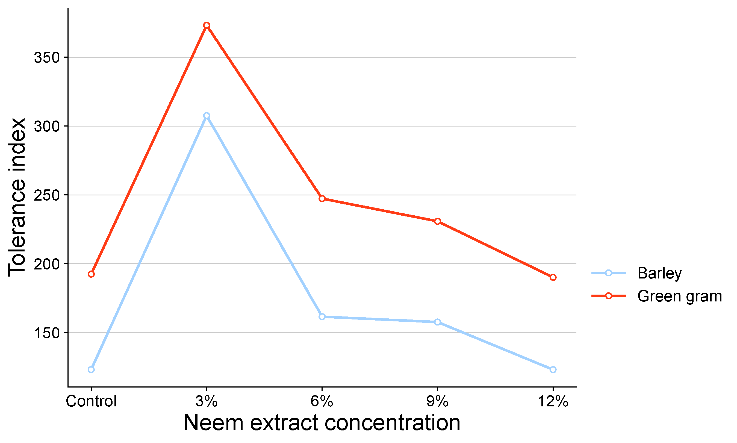 Tolerance index
350
300
250
200
150
Control 3% 6% 9% 12%
Neem extract concentration
Barley
Green gram